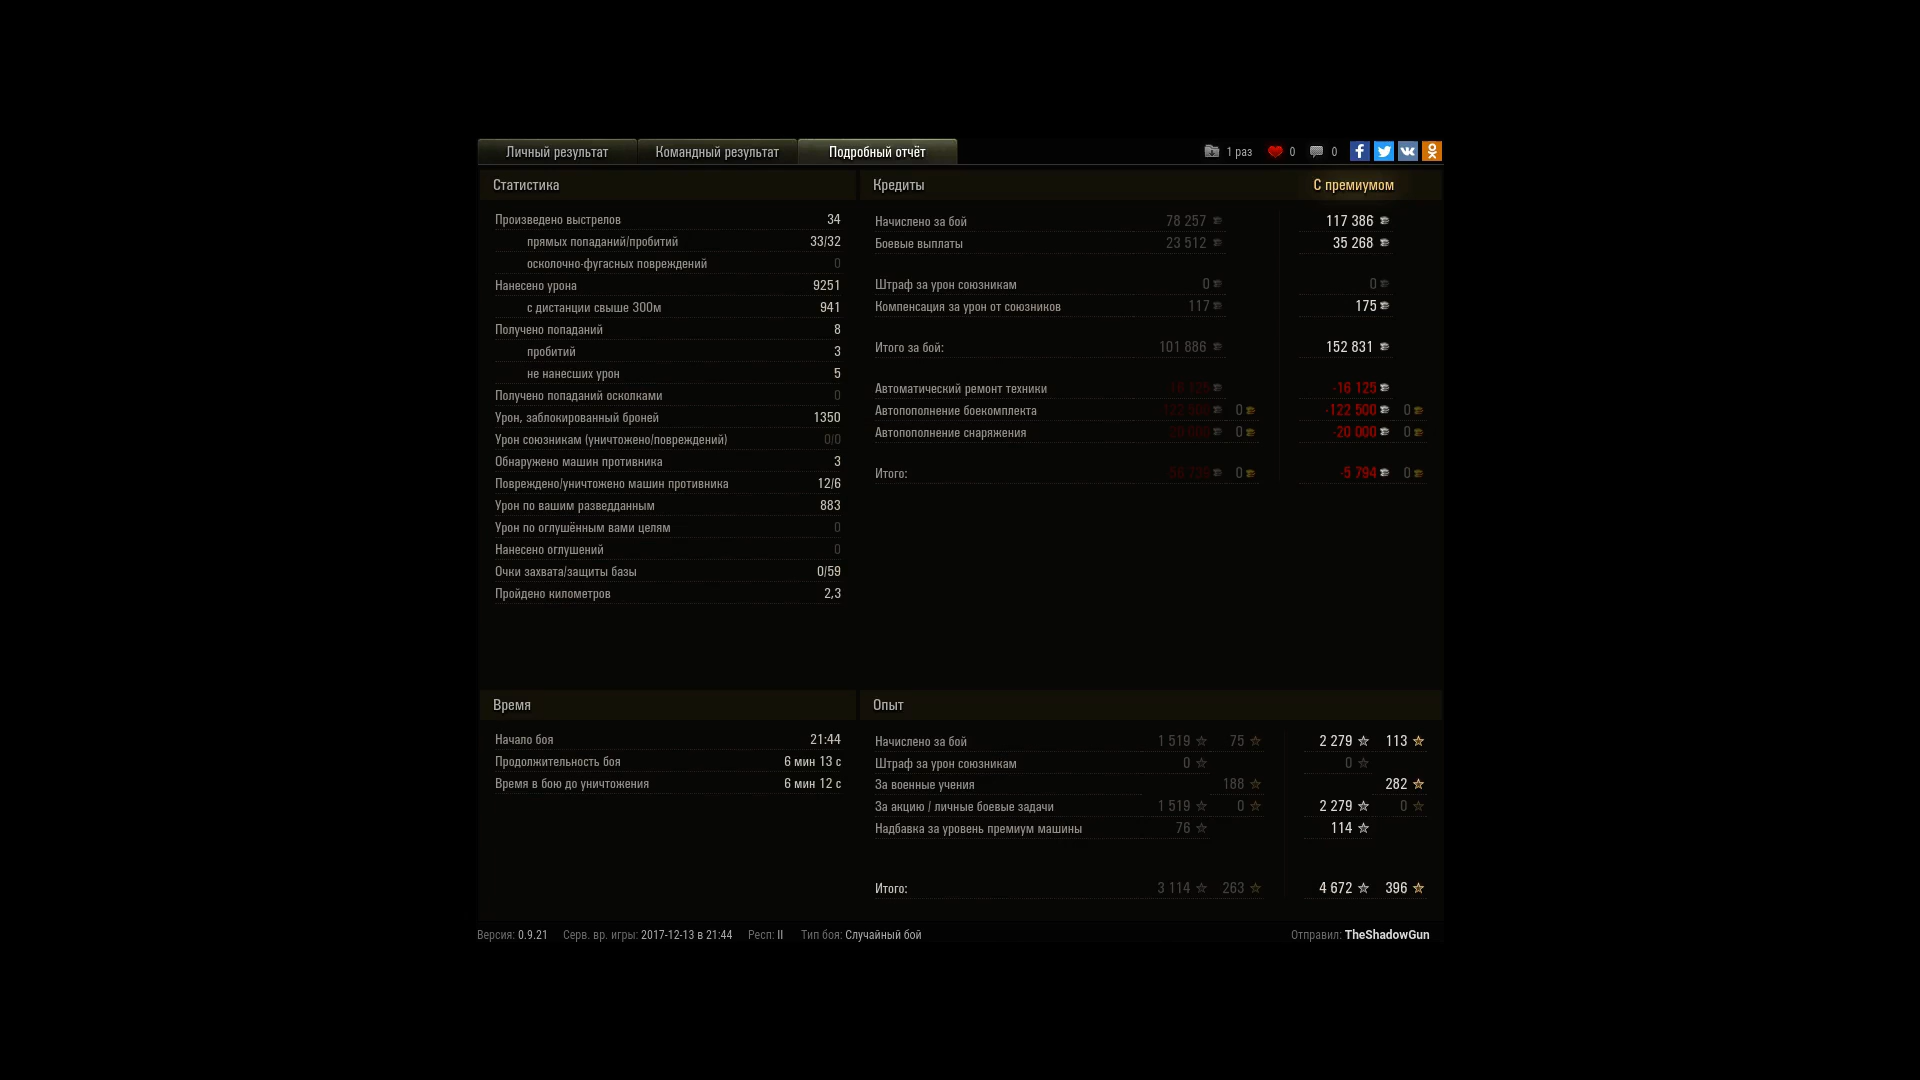 Личный результат Командный результат Подробный отчёт 1 раз 0 0
Статистика
Произведено выстрелов 34
прямых попаданий/пробитий 33/32
осколочно-фугасных повреждений 0
Нанесено урона 9251
с дистанции свыше 300м 941
Получено попаданий 8
пробитий 3
не нанесших урон 5
Получено попаданий осколками 0
Урон, заблокированный броней 1350
Урон союзникам (уничтожено/повреждений) 0/0
Обнаружено машин противника 3
Повреждено/уничтожено машин противника 12/6
Урон по вашим разведданным 883
Урон по оглушённым вами целям 0
Нанесено оглушений 0
Очки захвата/защиты базы 0/59
Пройдено километров 2,3
Кредиты С премиумом
Начислено за бой 78 257 117 386
Боевые выплаты 23 512 35 268
Штраф за урон союзникам 0 0
Компенсация за урон от союзников 117 175
Итого за бой: 101 886 152 831
Автоматический ремонт техники -16 125 -16 125
Автопополнение боекомплекта -122 500 0 -122 500 0
Автопополнение снаряжения -20 000 0 -20 000 0
Итого: 0 -5 794 0
Время
Начало боя 21:44
Продолжительность боя 6 мин 13 с
Время в бою до уничтожения 6 мин 12 с
Опыт
Начислено за бой 1 519 75 2 279 113
Штраф за урон союзникам 0 0
За военные учения 188 282
За акцию / личные боевые задачи 1 519 0 2 279 0
Надбавка за уровень премиум машины 76 114
Итого: 3 114 263 4 672 396
Версия: 0.9.21 Серв. вр. игры: 2017-12-13 в 21:44 Респ: II Тип боя: Случайный бой Отправил: TheShadowGun